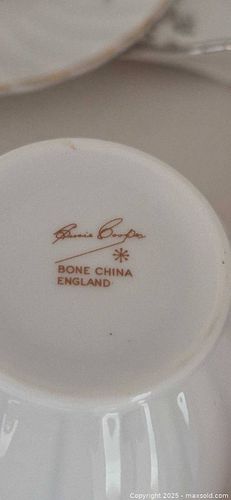 Susie Cooper
BONE CHINA
ENGLAND
Copyright 2025 - maxsold.com